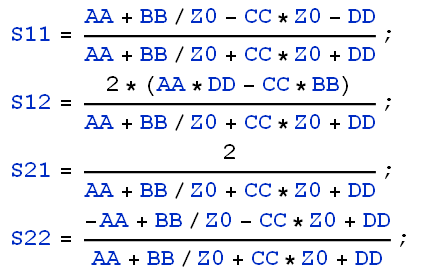 S11 = (AA + BB / Z0 - CC * Z0 - DD) / (AA + BB / Z0 + CC * Z0 + DD) ;
S12 = (2 * (AA * DD - CC * BB)) / (AA + BB / Z0 + CC * Z0 + DD) ;
S21 = 2 / (AA + BB / Z0 + CC * Z0 + DD) ;
S22 = (-AA + BB / Z0 - CC * Z0 + DD) / (AA + BB / Z0 + CC * Z0 + DD) ;